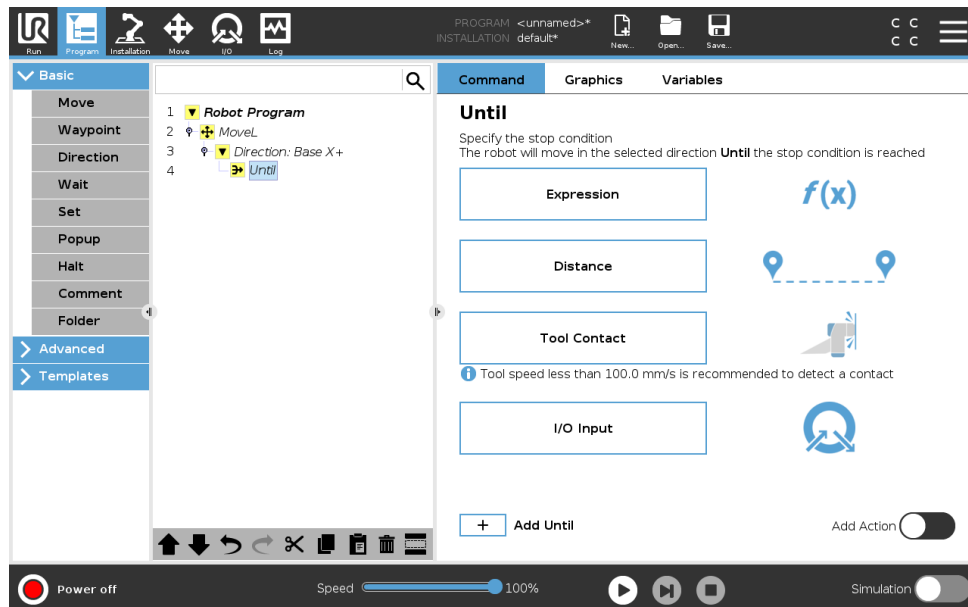 PROGRAM <unnamed>*
INSTALLATION default*
Run Program Installation Move I/O Log New... Open... Save...
C C
C C
Basic
Move
Waypoint
Direction
Wait
Set
Popup
Halt
Comment
Folder
Advanced
Templates
1 Robot Program
2 MoveL
3 Direction: Base X+
4 Until
Command Graphics Variables
Until
Specify the stop condition
The robot will move in the selected direction Until the stop condition is reached
Expression f(x)
Distance
Tool Contact
Tool speed less than 100.0 mm/s is recommended to detect a contact
I/O Input
+ Add Until Add Action
Power off Speed 100% Simulation